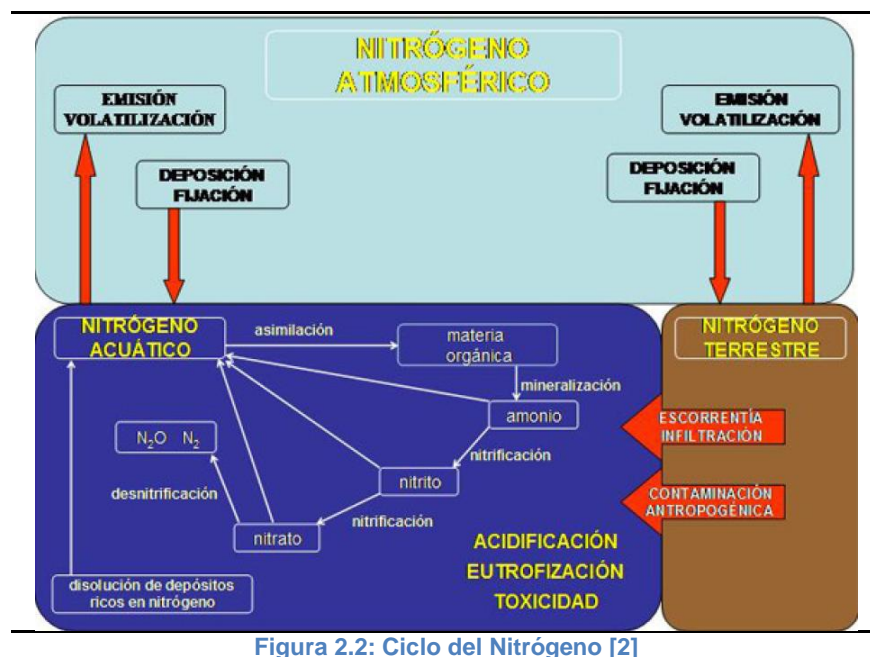 NITRÓGENO
ATMOSFÉRICO
EMISIÓN
VOLATILIZACIÓN
DEPOSICIÓN
FIJACIÓN
EMISIÓN
VOLATILIZACIÓN
DEPOSICIÓN
FIJACIÓN
NITRÓGENO
ACUÁTICO
asimilación
materia
orgánica
mineralización
amonio
nitrificación
nitrito
nitrificación
nitrato
desnitrificación
N₂O N₂
disolución de depósitos
ricos en nitrógeno
ACIDIFICACIÓN
EUTROFIZACIÓN
TOXICIDAD
NITRÓGENO
TERRESTRE
ESCORRENTÍA
INFILTRACIÓN
CONTAMINACIÓN
ANTROPOGÉNICA
Figura 2.2: Ciclo del Nitrógeno [2]